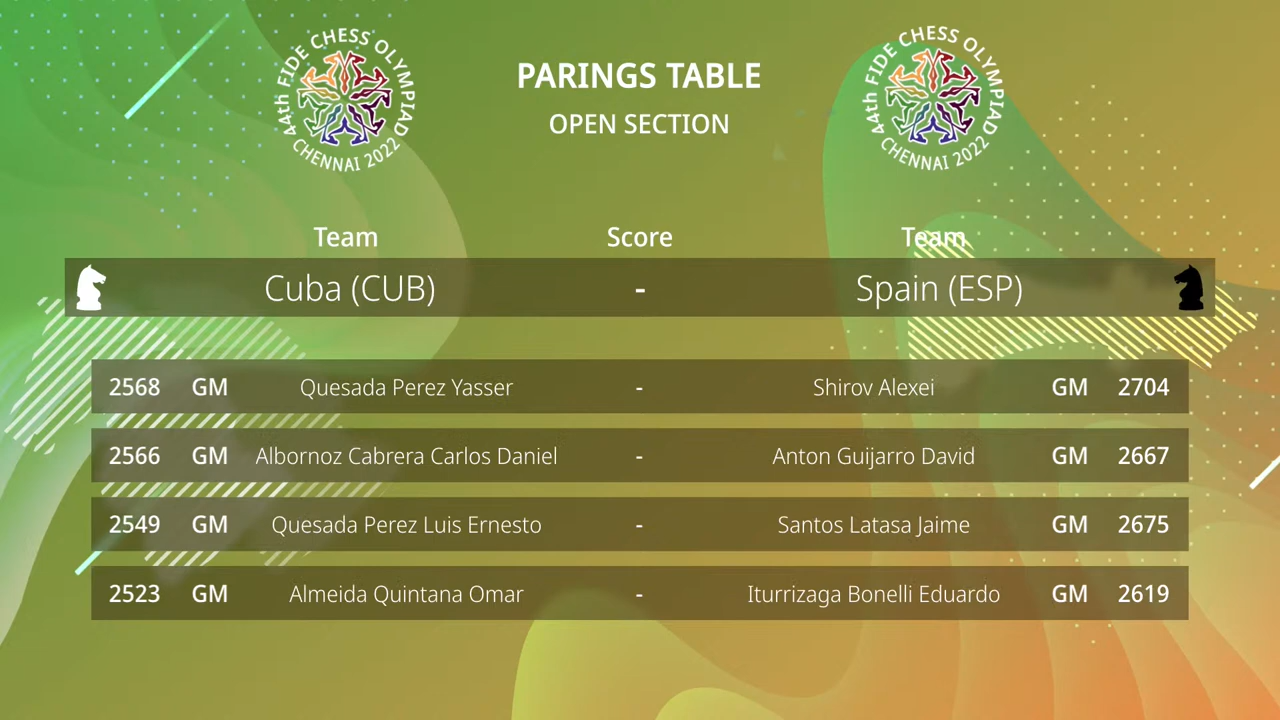 44th FIDE CHESS OLYMPIAD
CHENNAI 2022
PARINGS TABLE
OPEN SECTION
44th FIDE CHESS OLYMPIAD
CHENNAI 2022
Team Score Team
Cuba (CUB) - Spain (ESP)
2568 GM Quesada Perez Yasser - Shirov Alexei GM 2704
2566 GM Albornoz Cabrera Carlos Daniel - Anton Guijarro David GM 2667
2549 GM Quesada Perez Luis Ernesto - Santos Latasa Jaime GM 2675
2523 GM Almeida Quintana Omar - Iturrizaga Bonelli Eduardo GM 2619